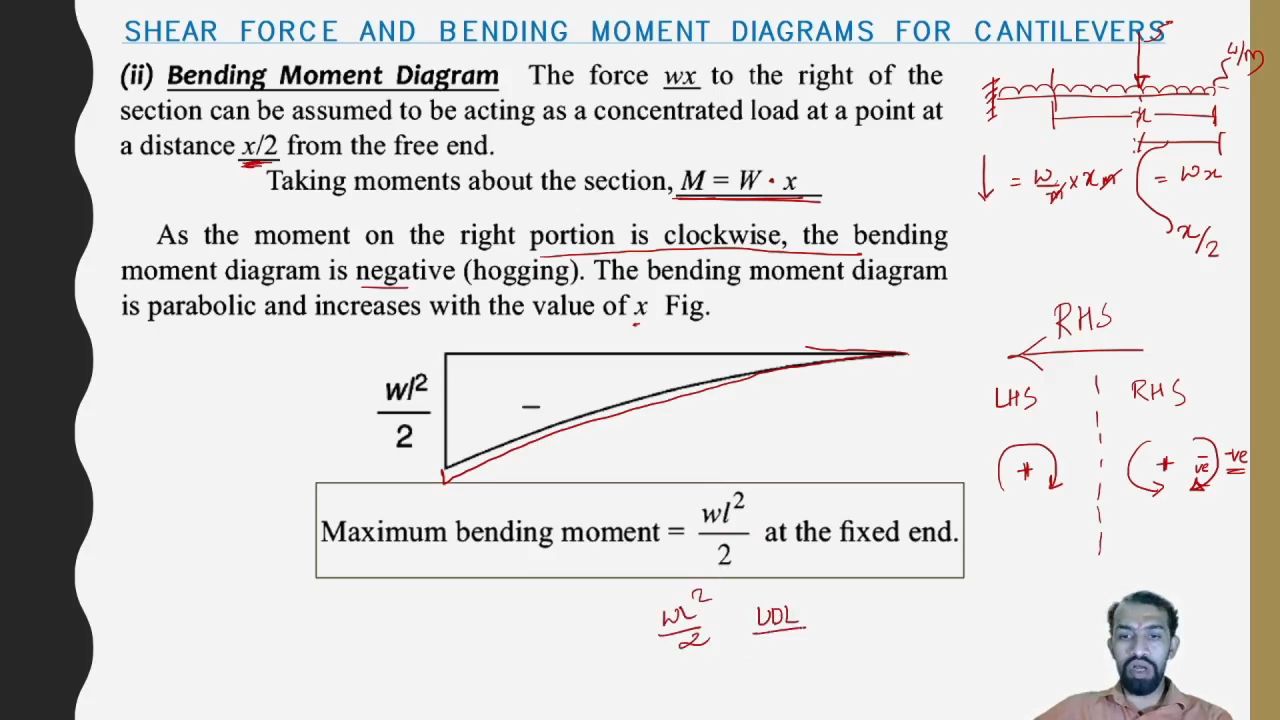 SHEAR FORCE AND BENDING MOMENT DIAGRAMS FOR CANTILEVERS
(ii) Bending Moment Diagram The force wx to the right of the
section can be assumed to be acting as a concentrated load at a point at
a distance x/2 from the free end.
Taking moments about the section, M = W · x
As the moment on the right portion is clockwise, the bending
moment diagram is negative (hogging). The bending moment diagram
is parabolic and increases with the value of x Fig.
wl²
2
−
Maximum bending moment = wl²/2 at the fixed end.
wl²/2 UDL
x
= w/m × x m = wx
x/2
RHS
LHS RHS
+ + -ve -ve